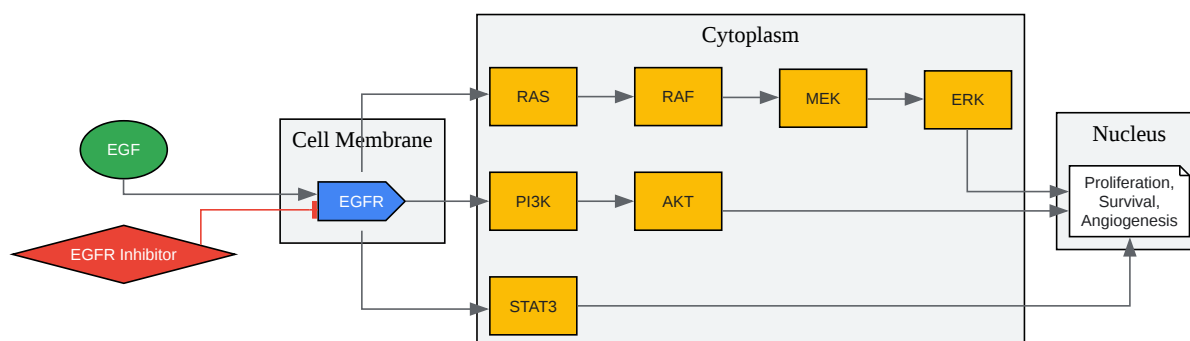 Cytoplasm
RAS
RAF
MEK
ERK
EGF
Cell Membrane
Nucleus
EGFR
PI3K
AKT
Proliferation,
Survival,
Angiogenesis
EGFR Inhibitor
STAT3